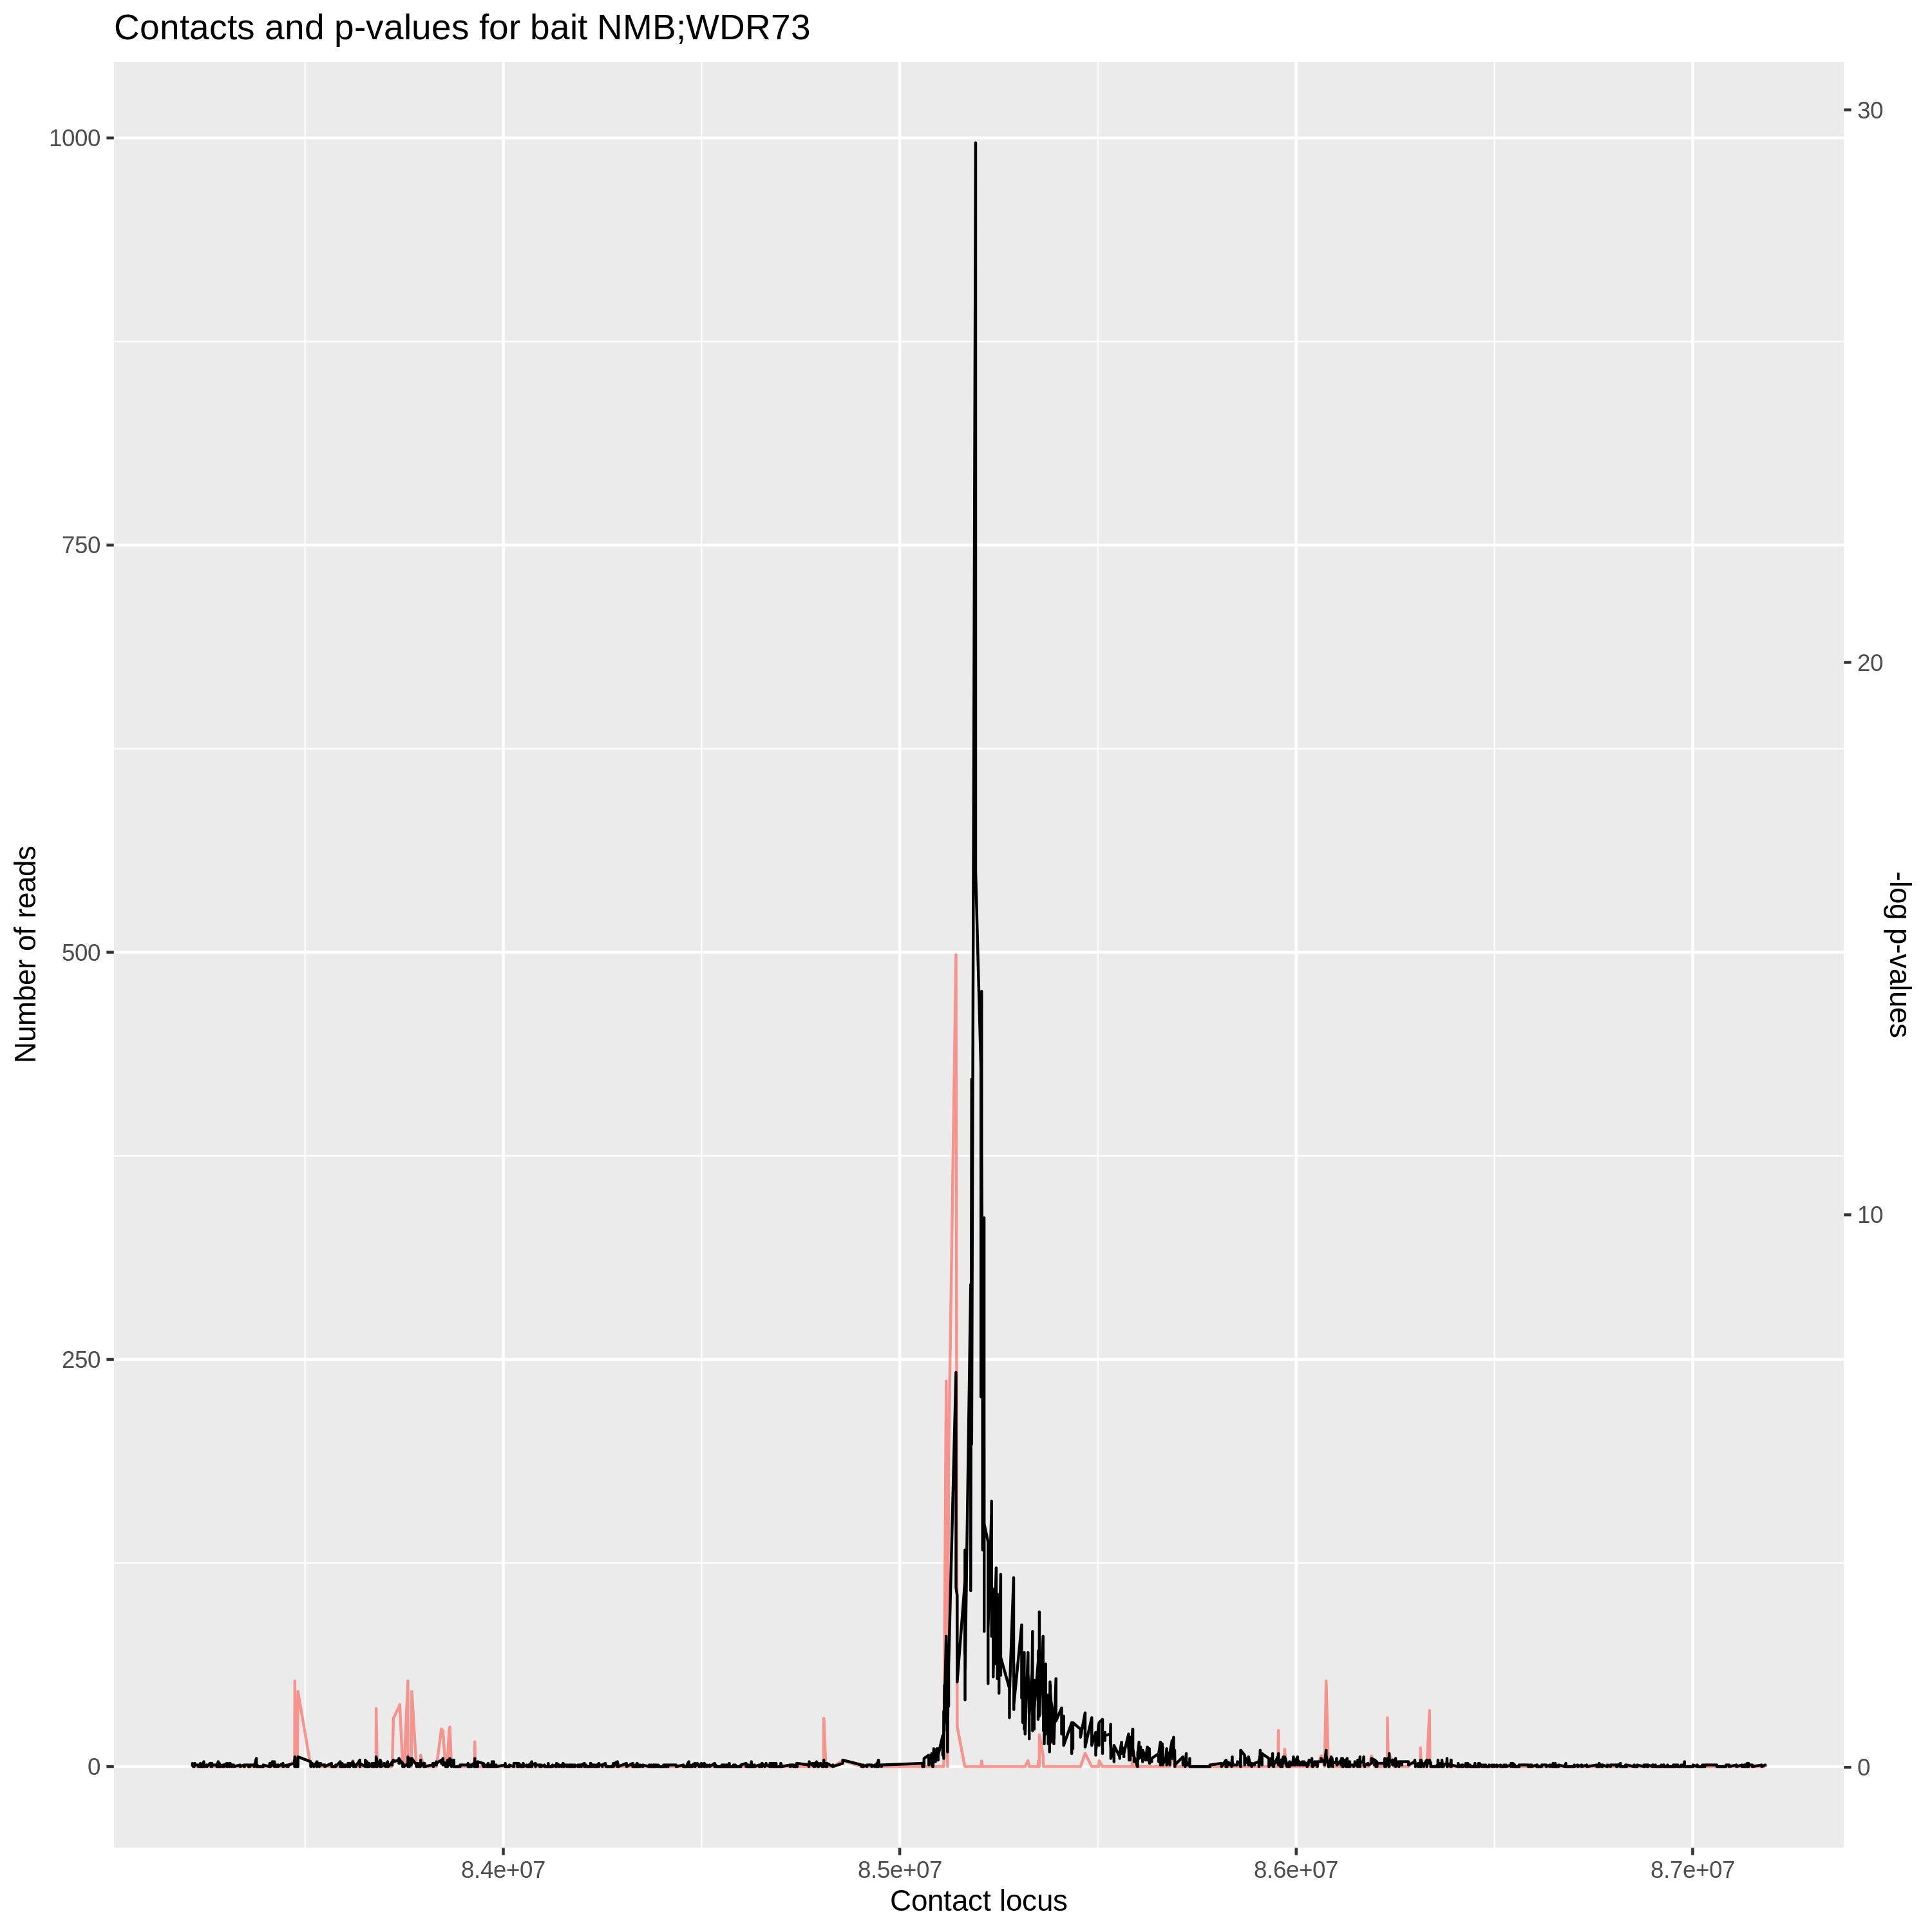 Contacts and p-values for bait NMB;WDR73
1000
750
500
250
0
Number of reads
30
20
10
0
-log p-values
8.4e+07 8.5e+07 8.6e+07 8.7e+07
Contact locus